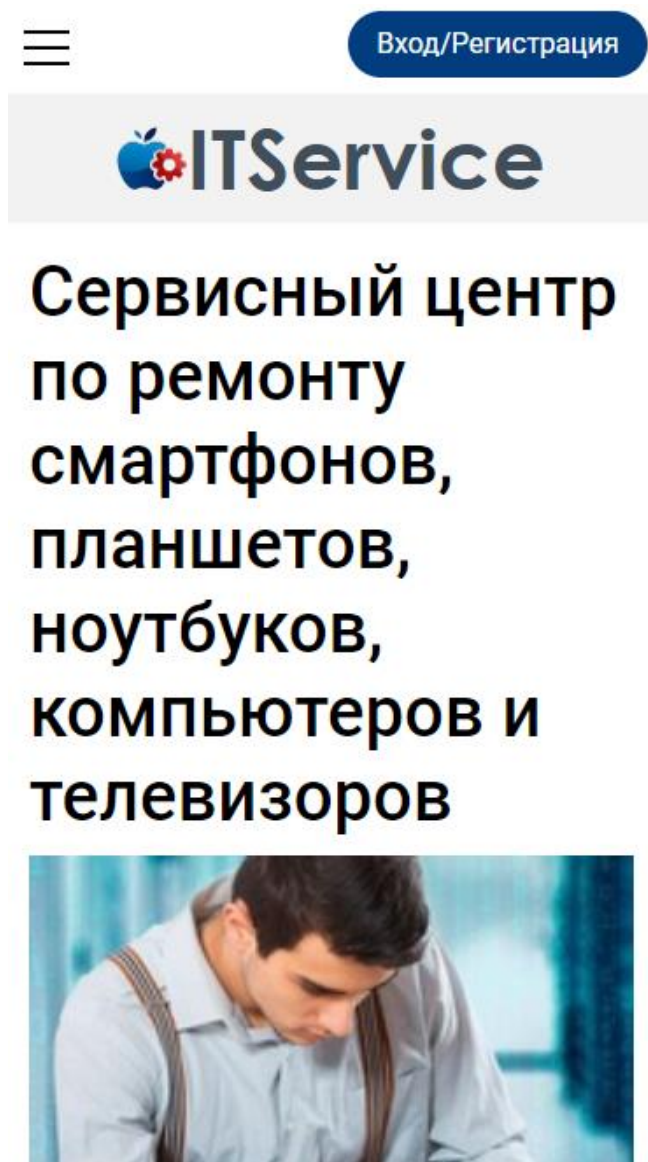 Вход/Регистрация
ITService
Сервисный центр
по ремонту
смартфонов,
планшетов,
ноутбуков,
компьютеров и
телевизоров